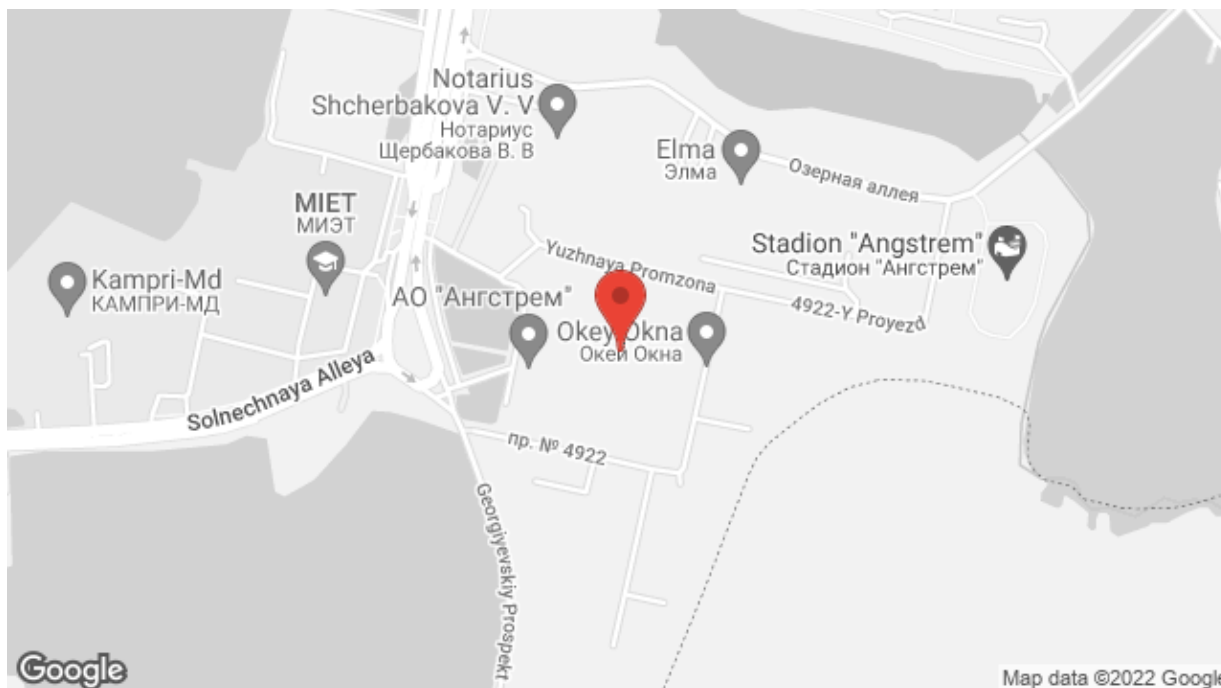 Notarius
Shcherbakova V. V
Нотариус
Щербакова В. В
Elma
Элма
Озерная аллея
MIET
МИЭТ
Stadion "Angstrem"
Стадион "Ангстрем"
Yuzhnaya Promzona
Kampri-Md
КАМПРИ-МД
АО "Ангстрем"
4922-Y Proyezd
Okey Okna
Окей Окна
Solnechnaya Alleya
пр. № 4922
Georgiyevskiy Prospekt
Google
Map data ©2022 Google